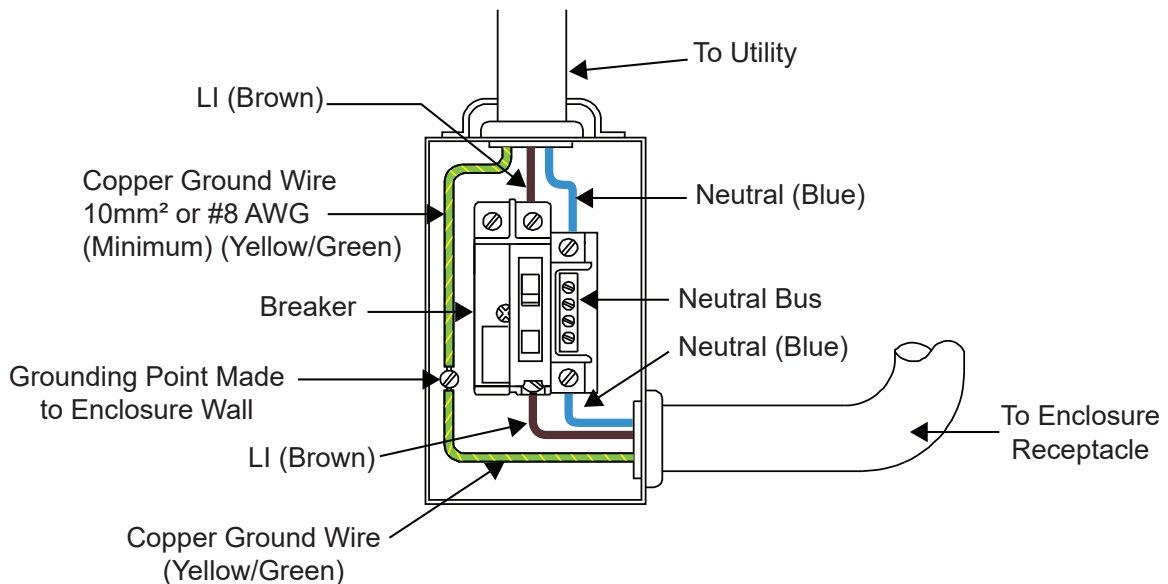 To Utility
LI (Brown)
Copper Ground Wire
10mm² or #8 AWG
(Minimum) (Yellow/Green)
Neutral (Blue)
Breaker
Neutral Bus
Neutral (Blue)
Grounding Point Made
to Enclosure Wall
To Enclosure
Receptacle
LI (Brown)
Copper Ground Wire
(Yellow/Green)